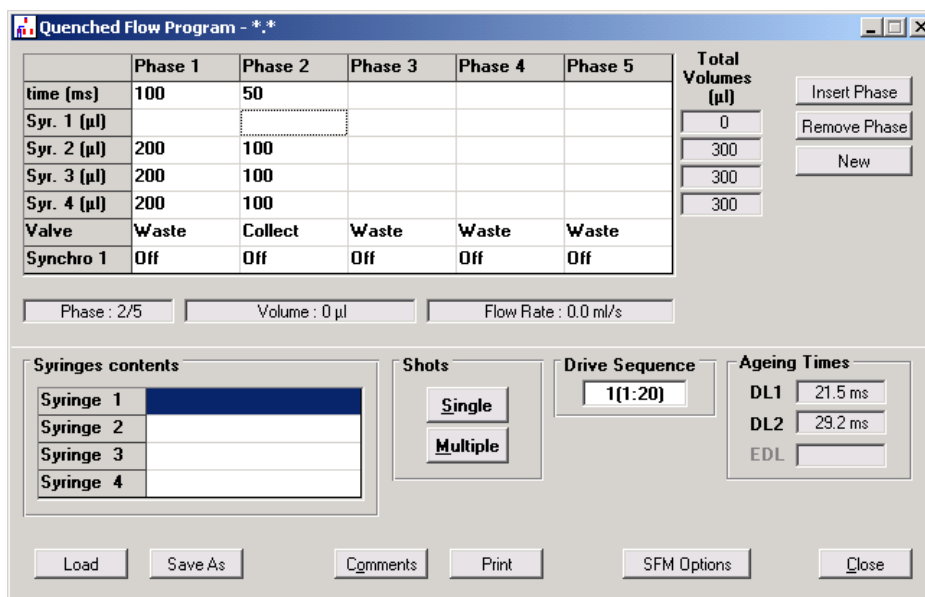 Quenched Flow Program - *.*
Phase 1 Phase 2 Phase 3 Phase 4 Phase 5
Total Volumes (µl)
time (ms) 100 50
Syr. 1 (µl) 0
Syr. 2 (µl) 200 100 300
Syr. 3 (µl) 200 100 300
Syr. 4 (µl) 200 100 300
Valve Waste Collect Waste Waste Waste
Synchro 1 Off Off Off Off Off
Insert Phase
Remove Phase
New
Phase : 2/5 Volume : 0 µl Flow Rate : 0.0 ml/s
Syringes contents
Syringe 1
Syringe 2
Syringe 3
Syringe 4
Shots
Single
Multiple
Drive Sequence
1(1:20)
Ageing Times
DL1 21.5 ms
DL2 29.2 ms
EDL
Load Save As Comments Print SFM Options Close